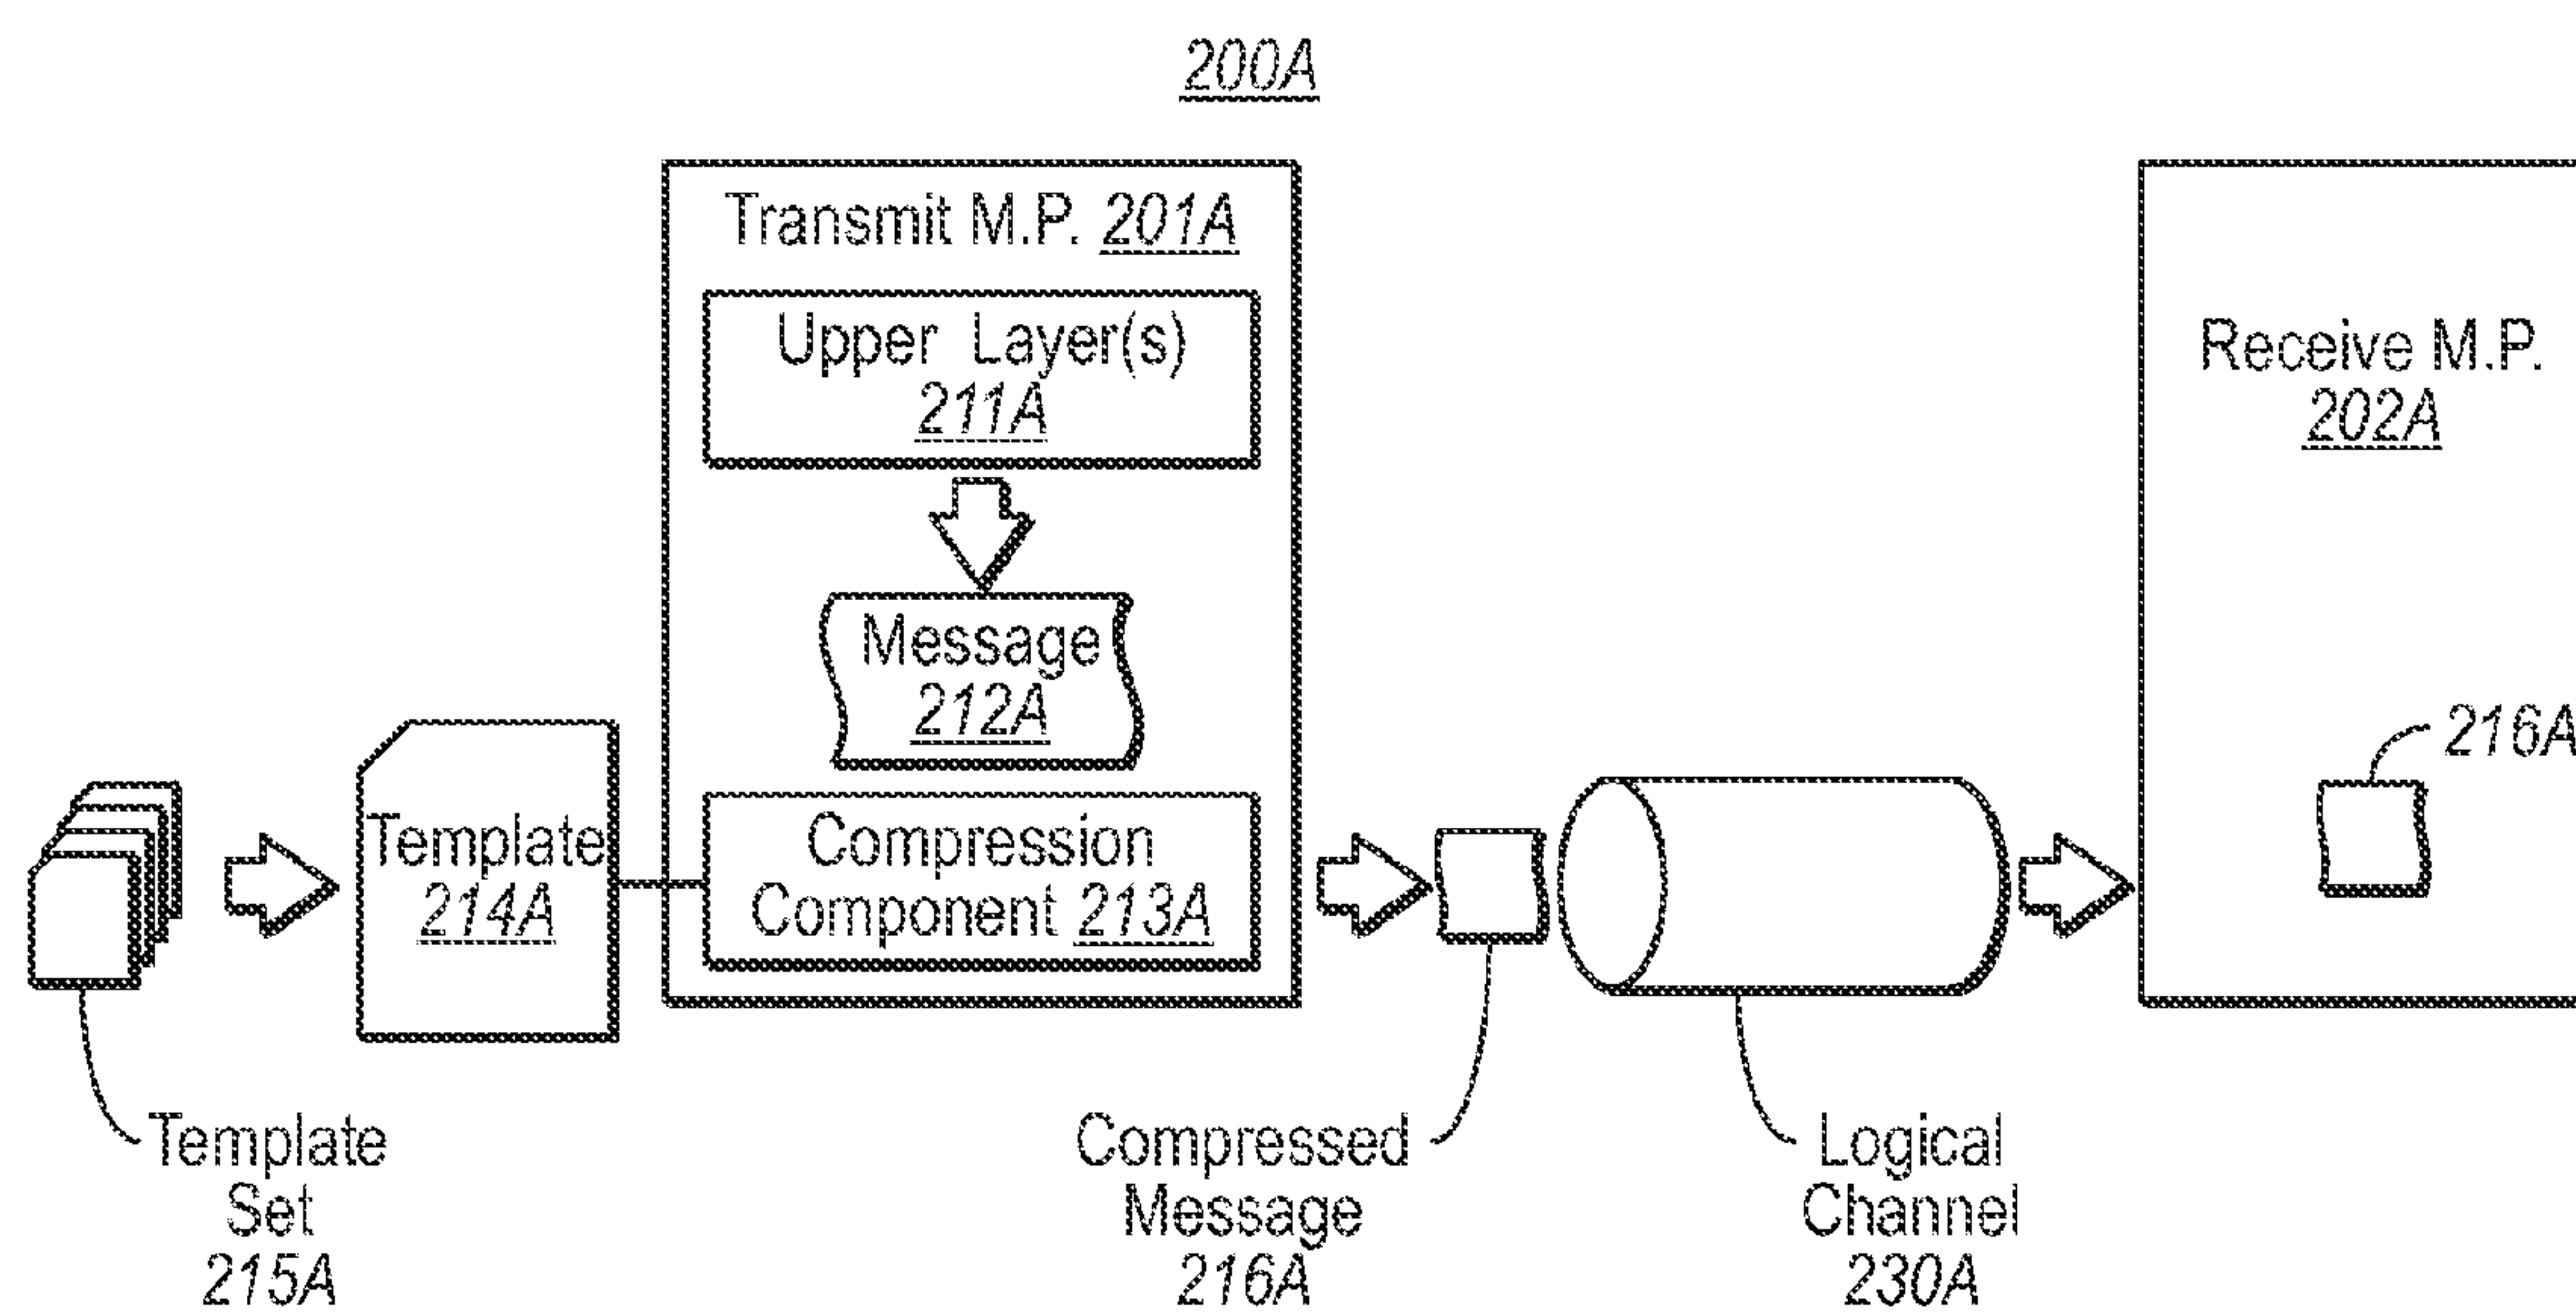 200A
Transmit M.P. 201A
Upper Layer(s)
211A
Message
212A
Compression
Component 213A
Template
214A
Template
Set
215A
Compressed
Message
216A
Logical
Channel
230A
Receive M.P.
202A
216A